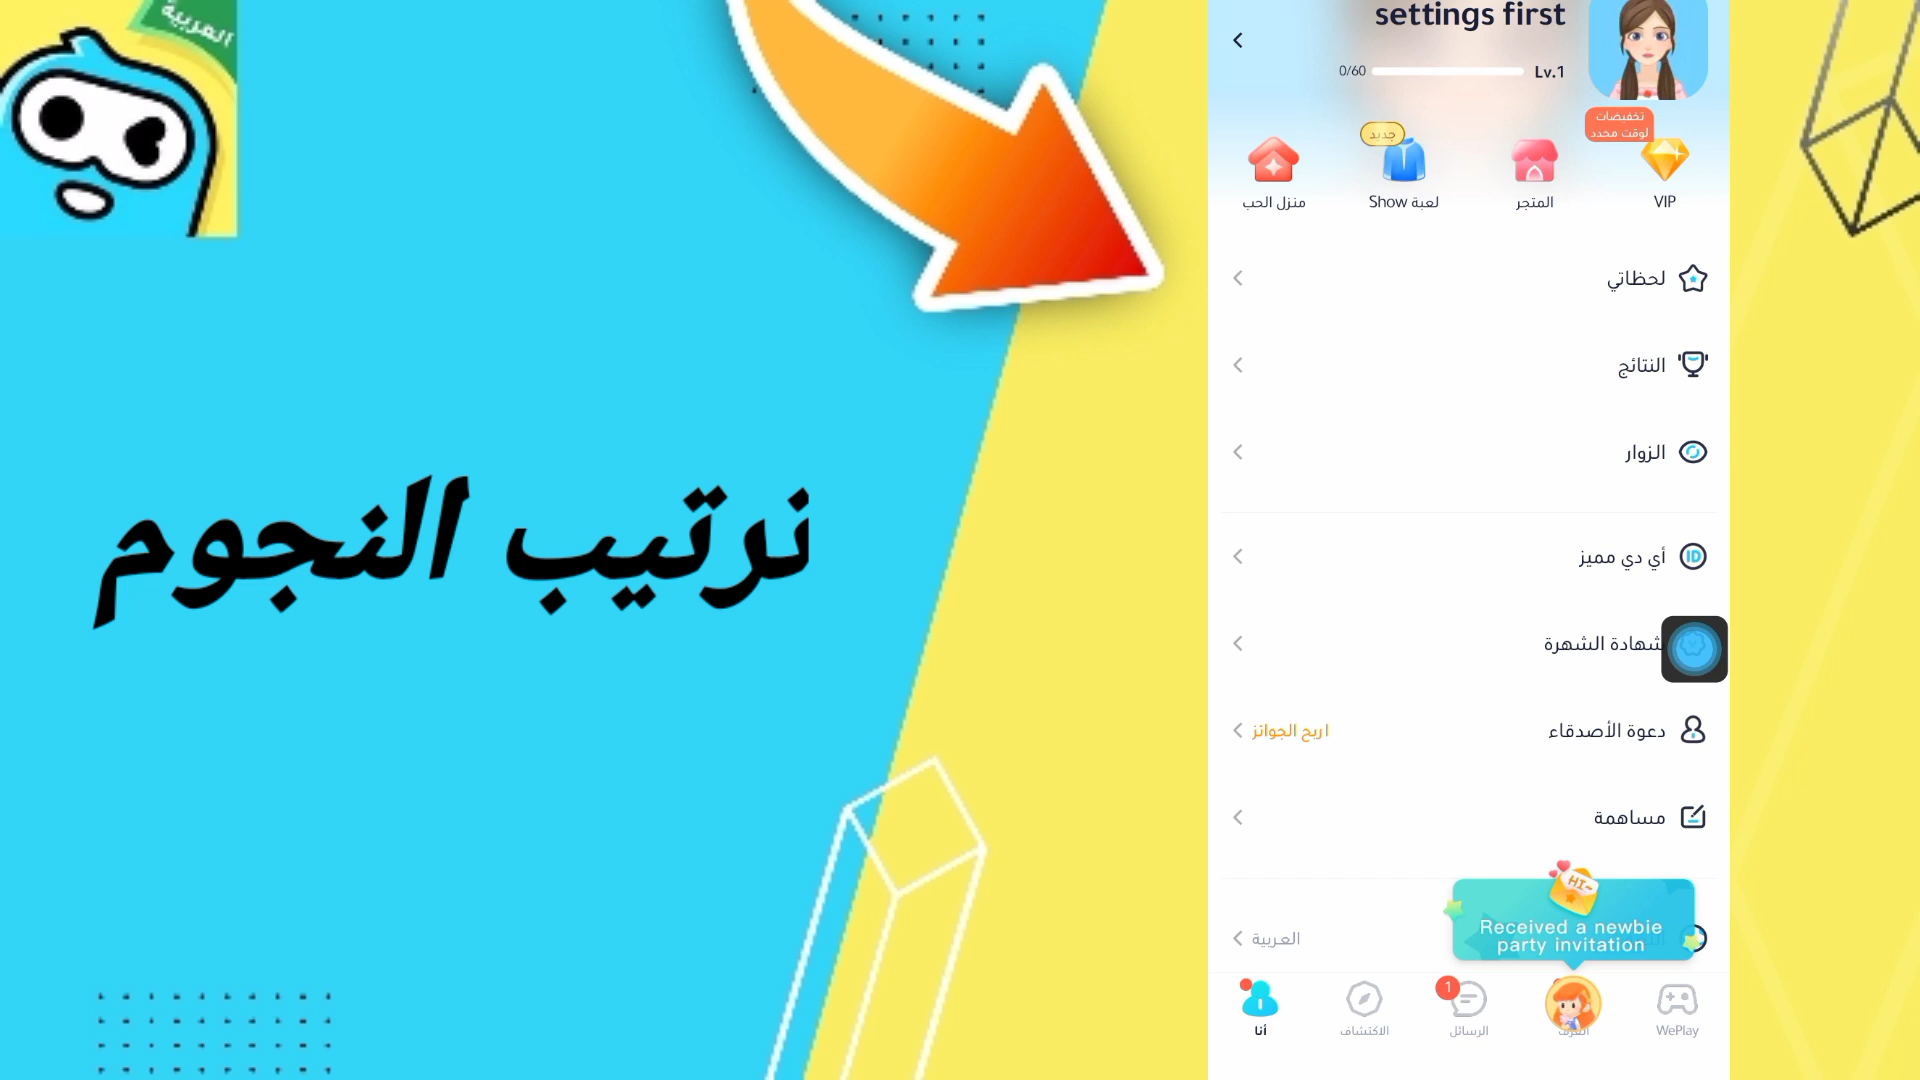 العربية
نرتيب النجوم
settings first
Lv.1
0/60
تخفيضات
لوقت محدد
جديد
VIP
المتجر
لعبة Show
منزل الحب
لحظاتي
النتائج
الزوار
أي دي مميز
شهادة الشهرة
دعوة الأصدقاء
اربح الجوائز
مساهمة
HI~
Received a newbie
party invitation
العربية
1
WePlay
الغرف
الرسائل
الاكتشاف
أنا